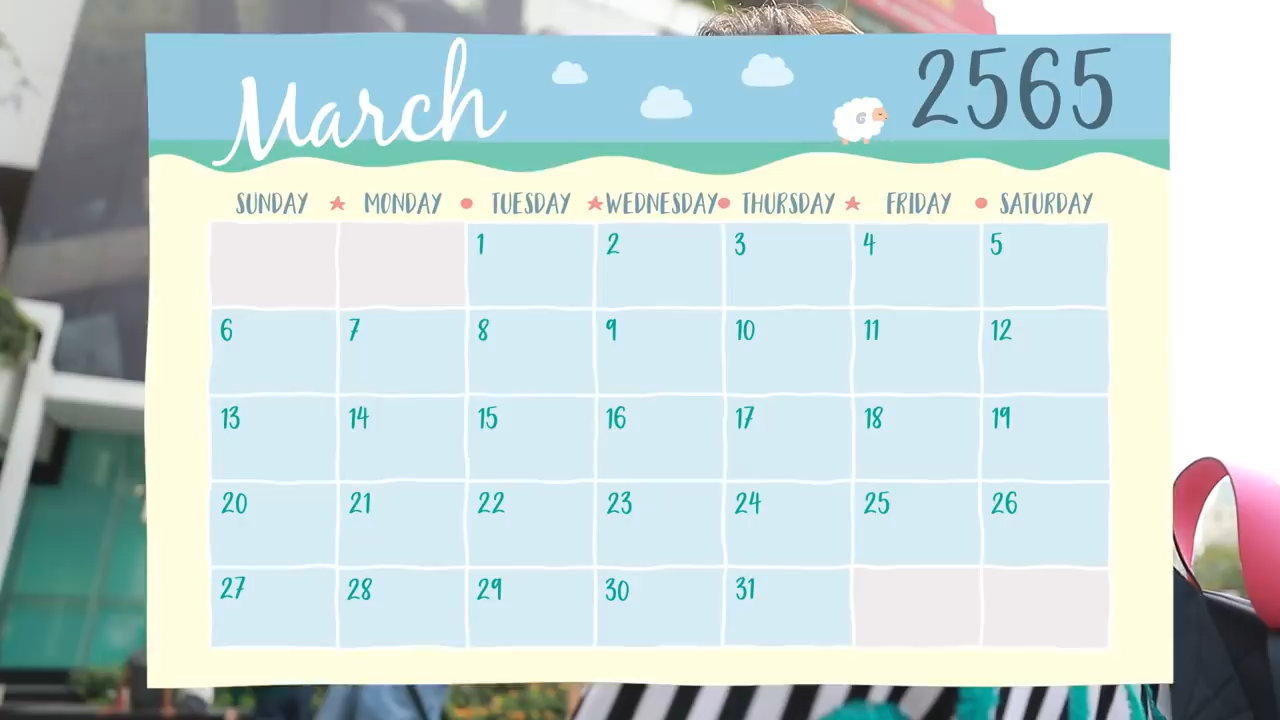 March 2565
SUNDAY MONDAY TUESDAY WEDNESDAY THURSDAY FRIDAY SATURDAY
1 2 3 4 5
6 7 8 9 10 11 12
13 14 15 16 17 18 19
20 21 22 23 24 25 26
27 28 29 30 31